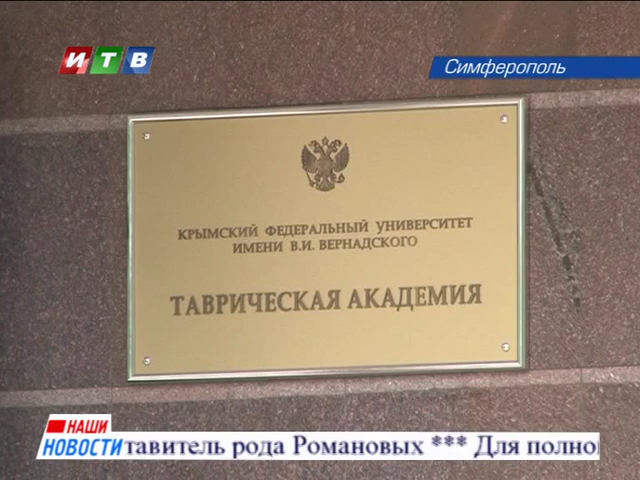 ИТВ
Симферополь
КРЫМСКИЙ ФЕДЕРАЛЬНЫЙ УНИВЕРСИТЕТ
ИМЕНИ В.И. ВЕРНАДСКОГО
ТАВРИЧЕСКАЯ АКАДЕМИЯ
НАШИ
НОВОСТИ
тавитель рода Романовых *** Для полно